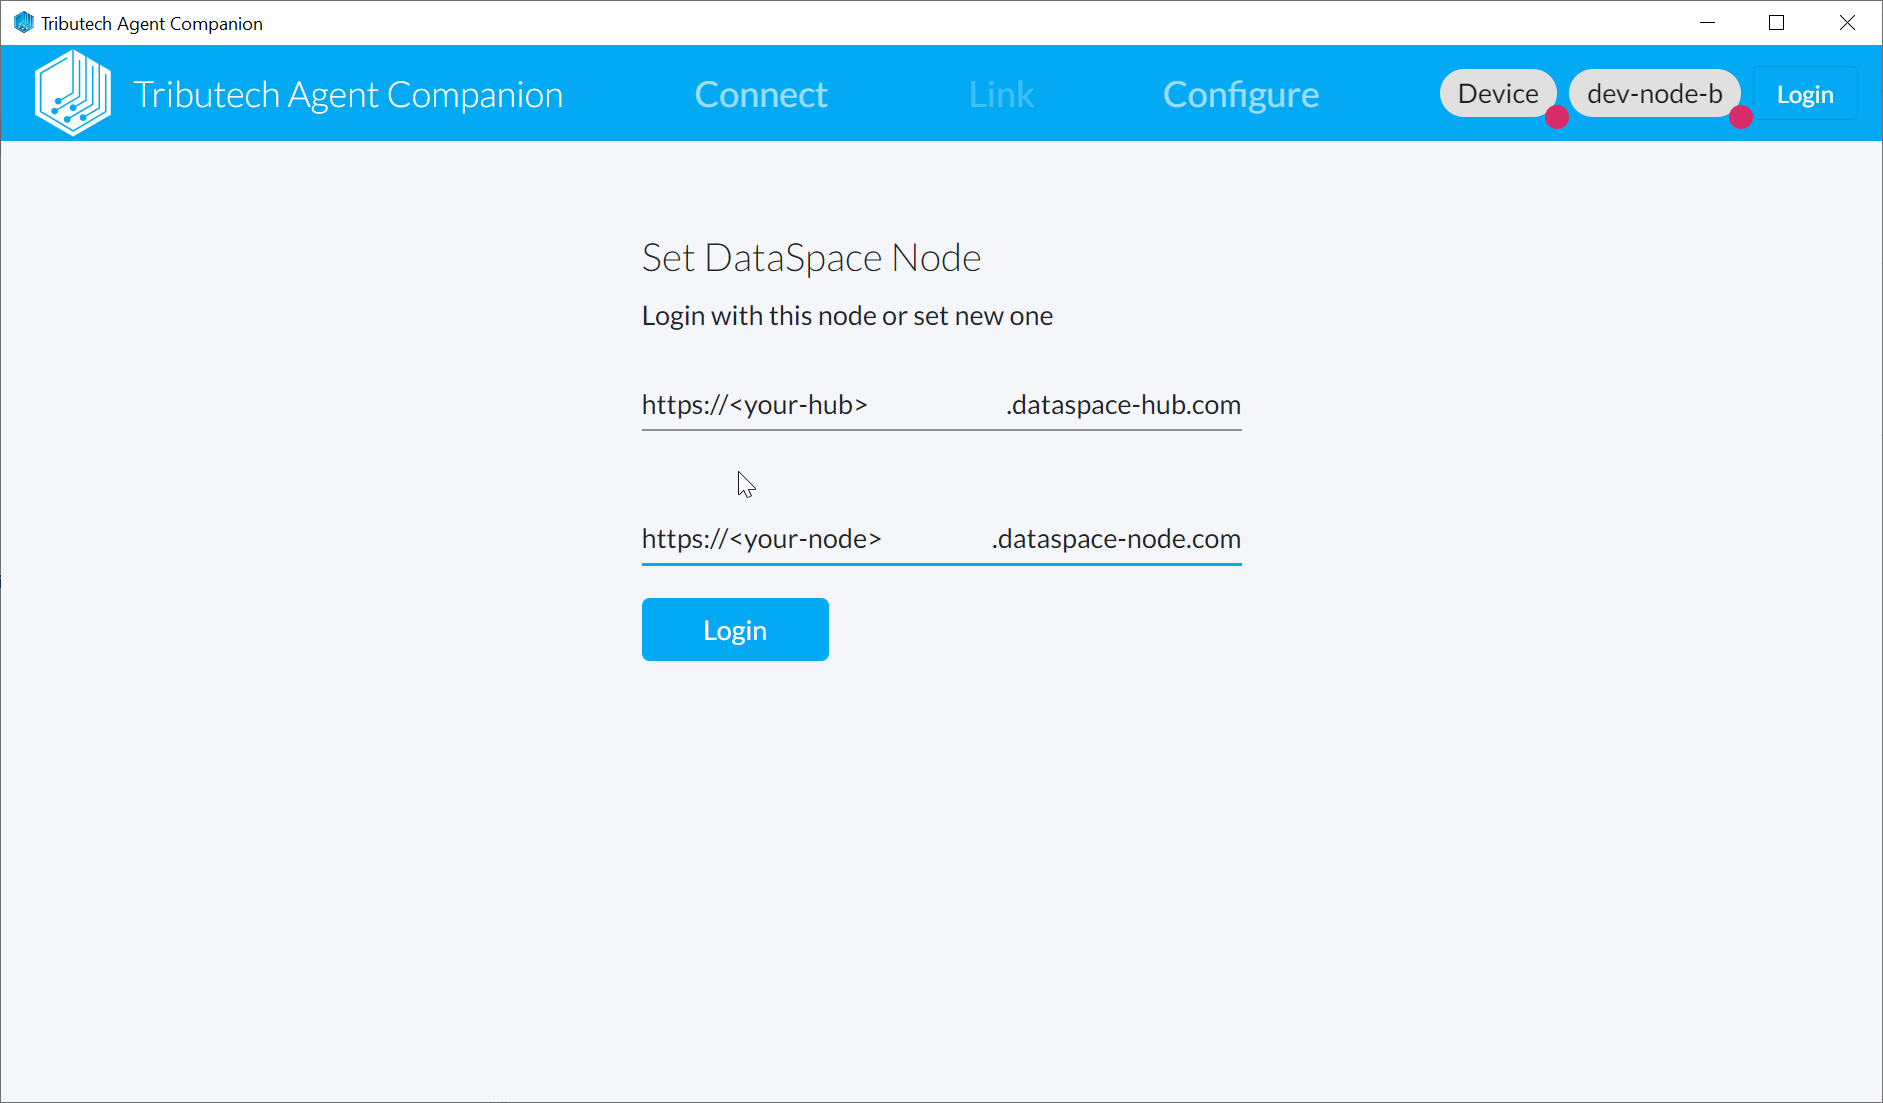 Tributech Agent Companion
Tributech Agent Companion Connect Link Configure Device dev-node-b Login
Set DataSpace Node
Login with this node or set new one
https://<your-hub> .dataspace-hub.com
https://<your-node> .dataspace-node.com
Login